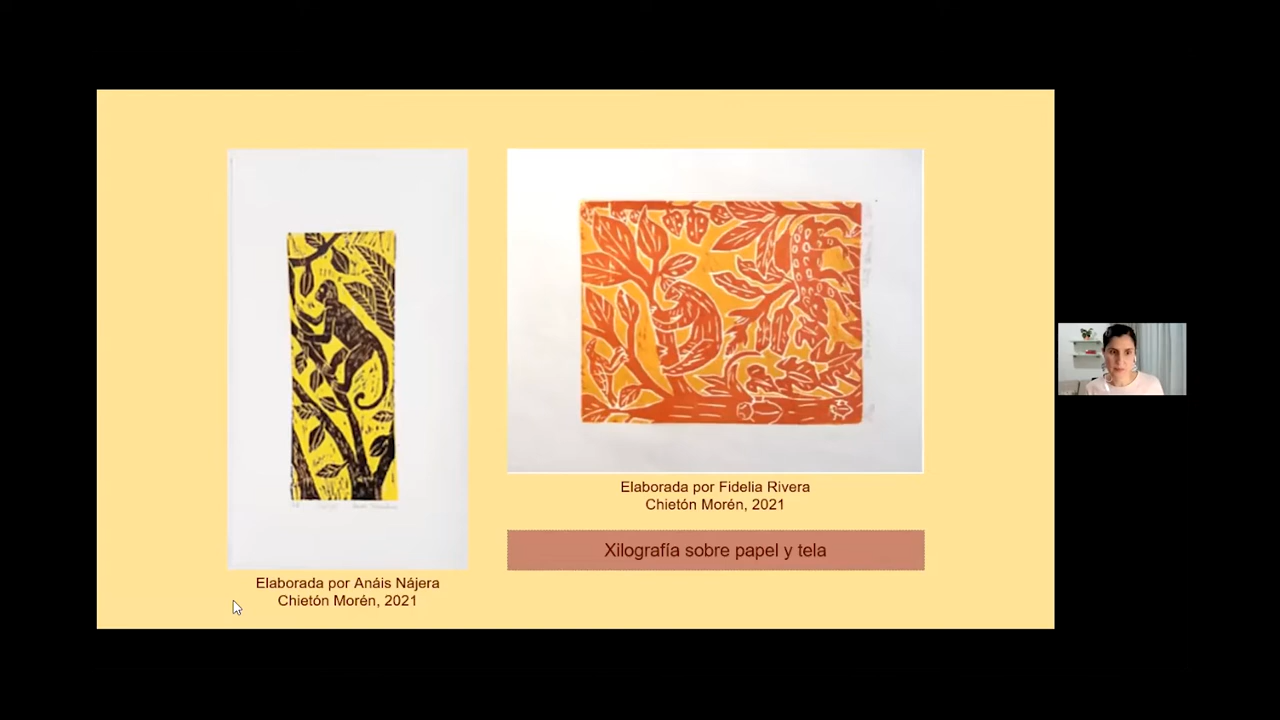 Elaborada por Fidelia Rivera
Chietón Morén, 2021
Xilografía sobre papel y tela
Elaborada por Anáis Nájera
Chietón Morén, 2021